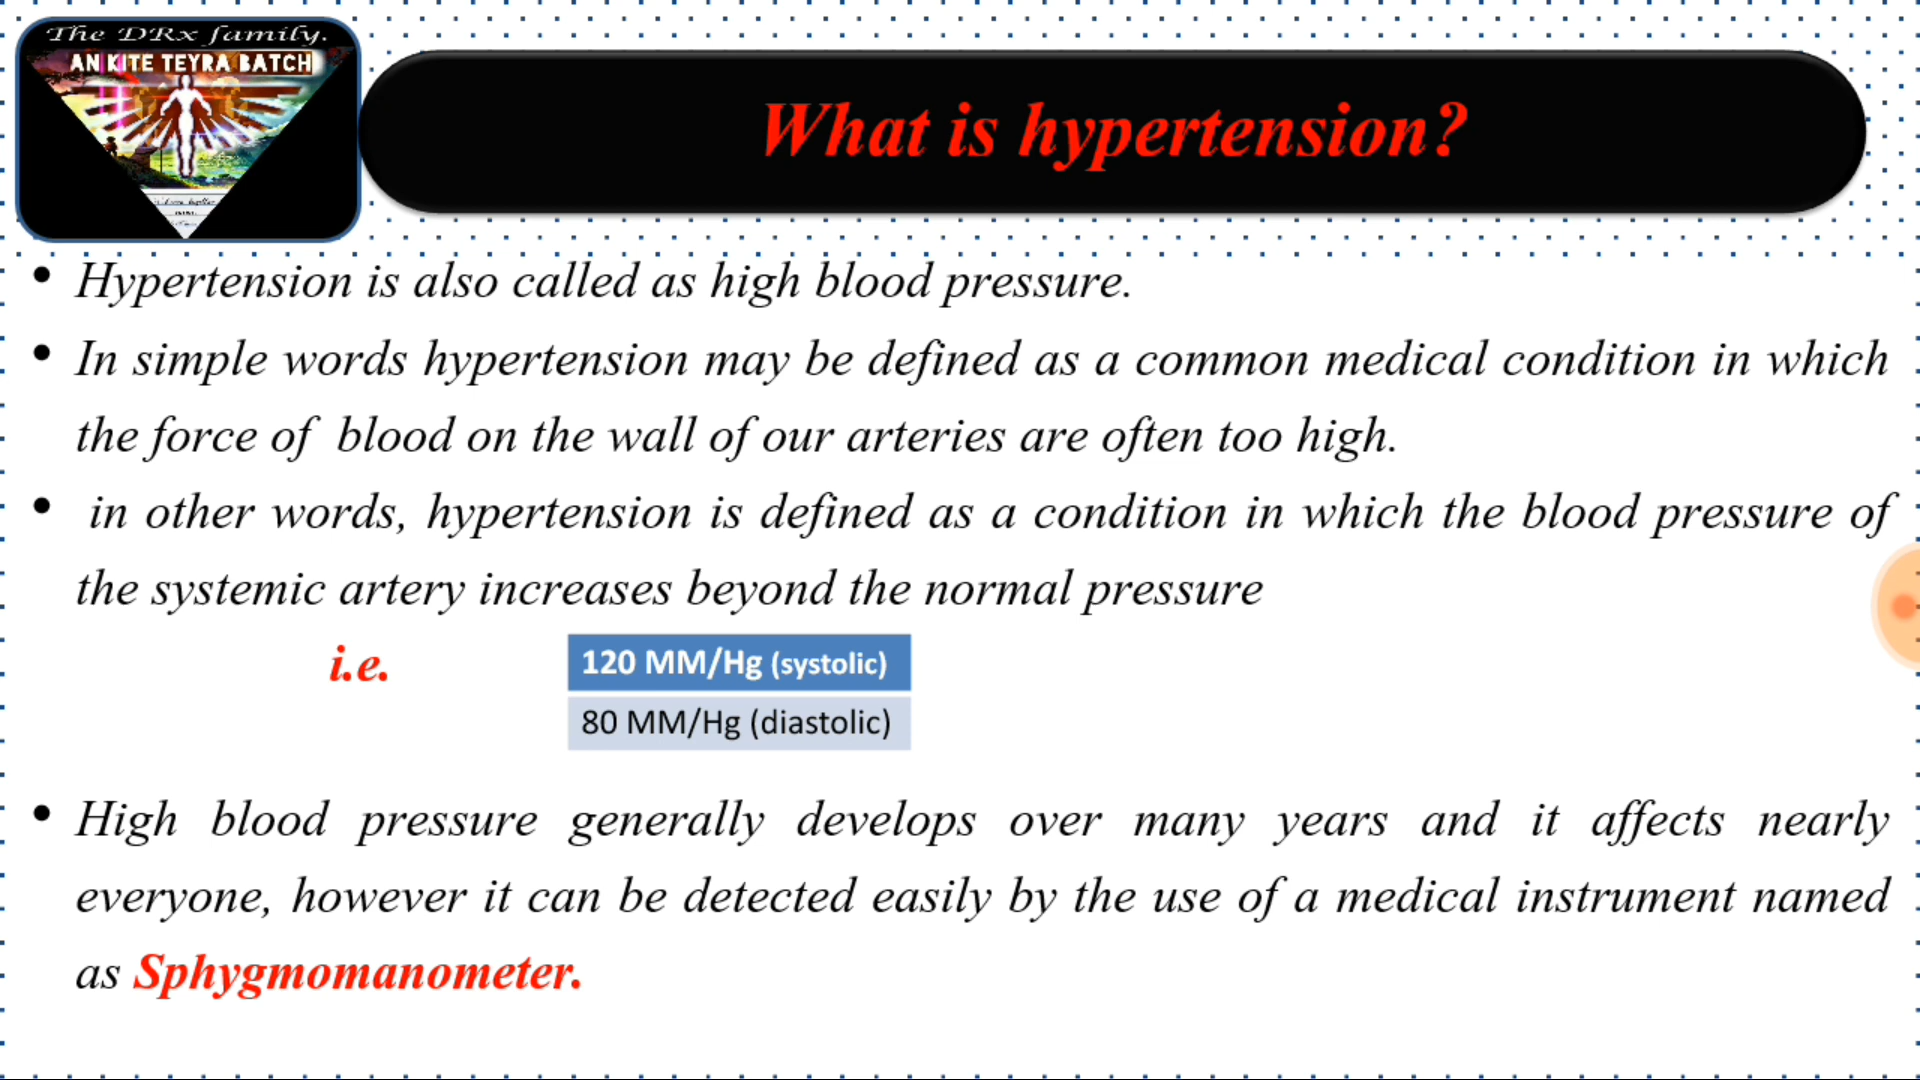 The DRx family.
AN KITE TEYRA BATCH
What is hypertension?
• Hypertension is also called as high blood pressure.
• In simple words hypertension may be defined as a common medical condition in which
the force of blood on the wall of our arteries are often too high.
• in other words, hypertension is defined as a condition in which the blood pressure of
the systemic artery increases beyond the normal pressure
i.e.
120 MM/Hg (systolic)
80 MM/Hg (diastolic)
• High blood pressure generally develops over many years and it affects nearly
everyone, however it can be detected easily by the use of a medical instrument named
as Sphygmomanometer.